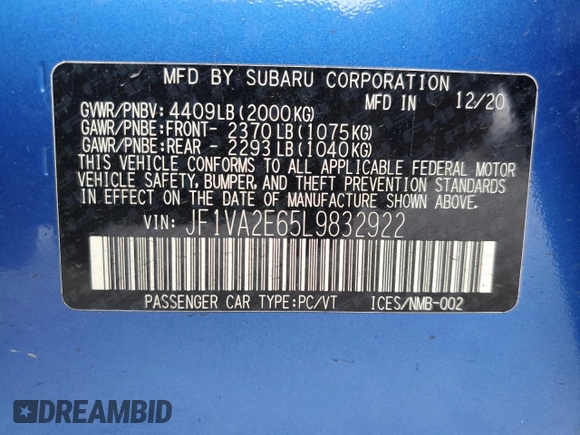 MFD BY SUBARU CORPORATION
MFD IN 12/20
GVWR/PNBV: 4409LB(2000KG)
GAWR/PNBE:FRONT- 2370LB(1075KG)
GAWR/PNBE:REAR - 2293LB(1040KG)
THIS VEHICLE CONFORMS TO ALL APPLICABLE FEDERAL MOTOR
VEHICLE SAFETY, BUMPER, AND THEFT PREVENTION STANDARDS
IN EFFECT ON THE DATE OF MANUFACTURE SHOWN ABOVE.
VIN: JF1VA2E65L9832922
PASSENGER CAR TYPE:PC/VT ICES/NMB-002
DREAMBID